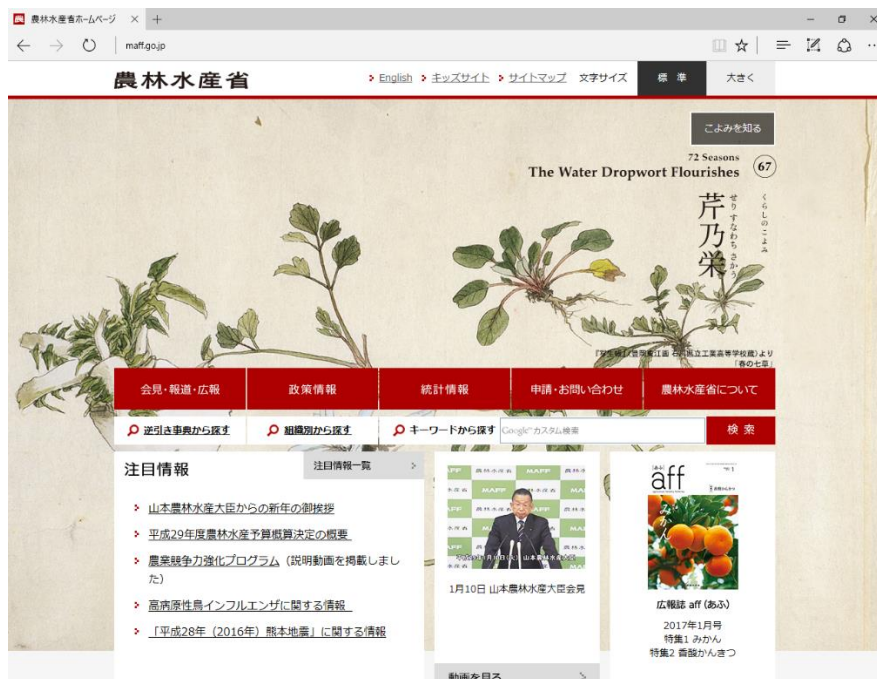 農林水産省ホームページ
maff.go.jp
農林水産省
English キッズサイト サイトマップ 文字サイズ 標準 大きく
こよみを知る
72 Seasons
The Water Dropwort Flourishes 67
くらしのこよみ
せりすなわちさかう
芹乃栄
「春の七草」
会見・報道・広報 政策情報 統計情報 申請・お問い合わせ 農林水産省について
逆引き事典から探す 組織別から探す キーワードから探す Google カスタム検索 検索
注目情報 注目情報一覧
山本農林水産大臣からの新年の御挨拶
平成29年度農林水産予算概算決定の概要
農業競争力強化プログラム（説明動画を掲載しまし
た）
高病原性鳥インフルエンザに関する情報
「平成28年（2016年）熊本地震」に関する情報
MAFF 農林水産省
1月10日 山本農林水産大臣会見
動画を見る
aff
みかん
広報誌 aff (あふ)
2017年1月号
特集1 みかん
特集2 香酸かんきつ